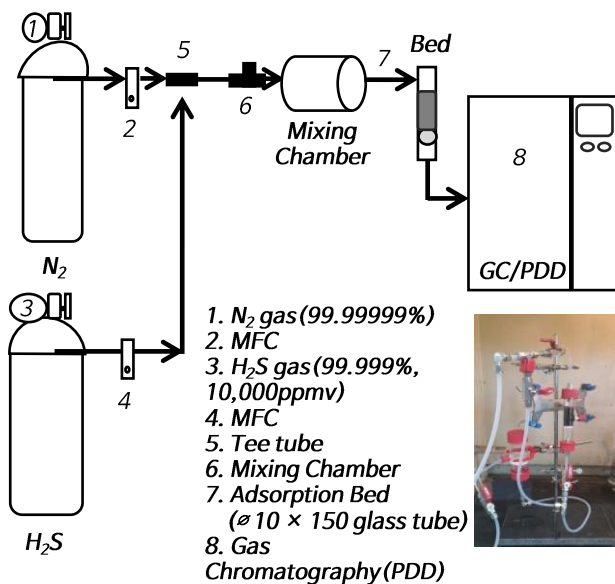 1
5
7
Bed
2
6
Mixing
Chamber
8
N₂
GC/PDD
3
4
H₂S
1. N₂ gas (99.99999%)
2. MFC
3. H₂S gas (99.999%,
10,000ppmv)
4. MFC
5. Tee tube
6. Mixing Chamber
7. Adsorption Bed
(⌀ 10 × 150 glass tube)
8. Gas
Chromatography (PDD)